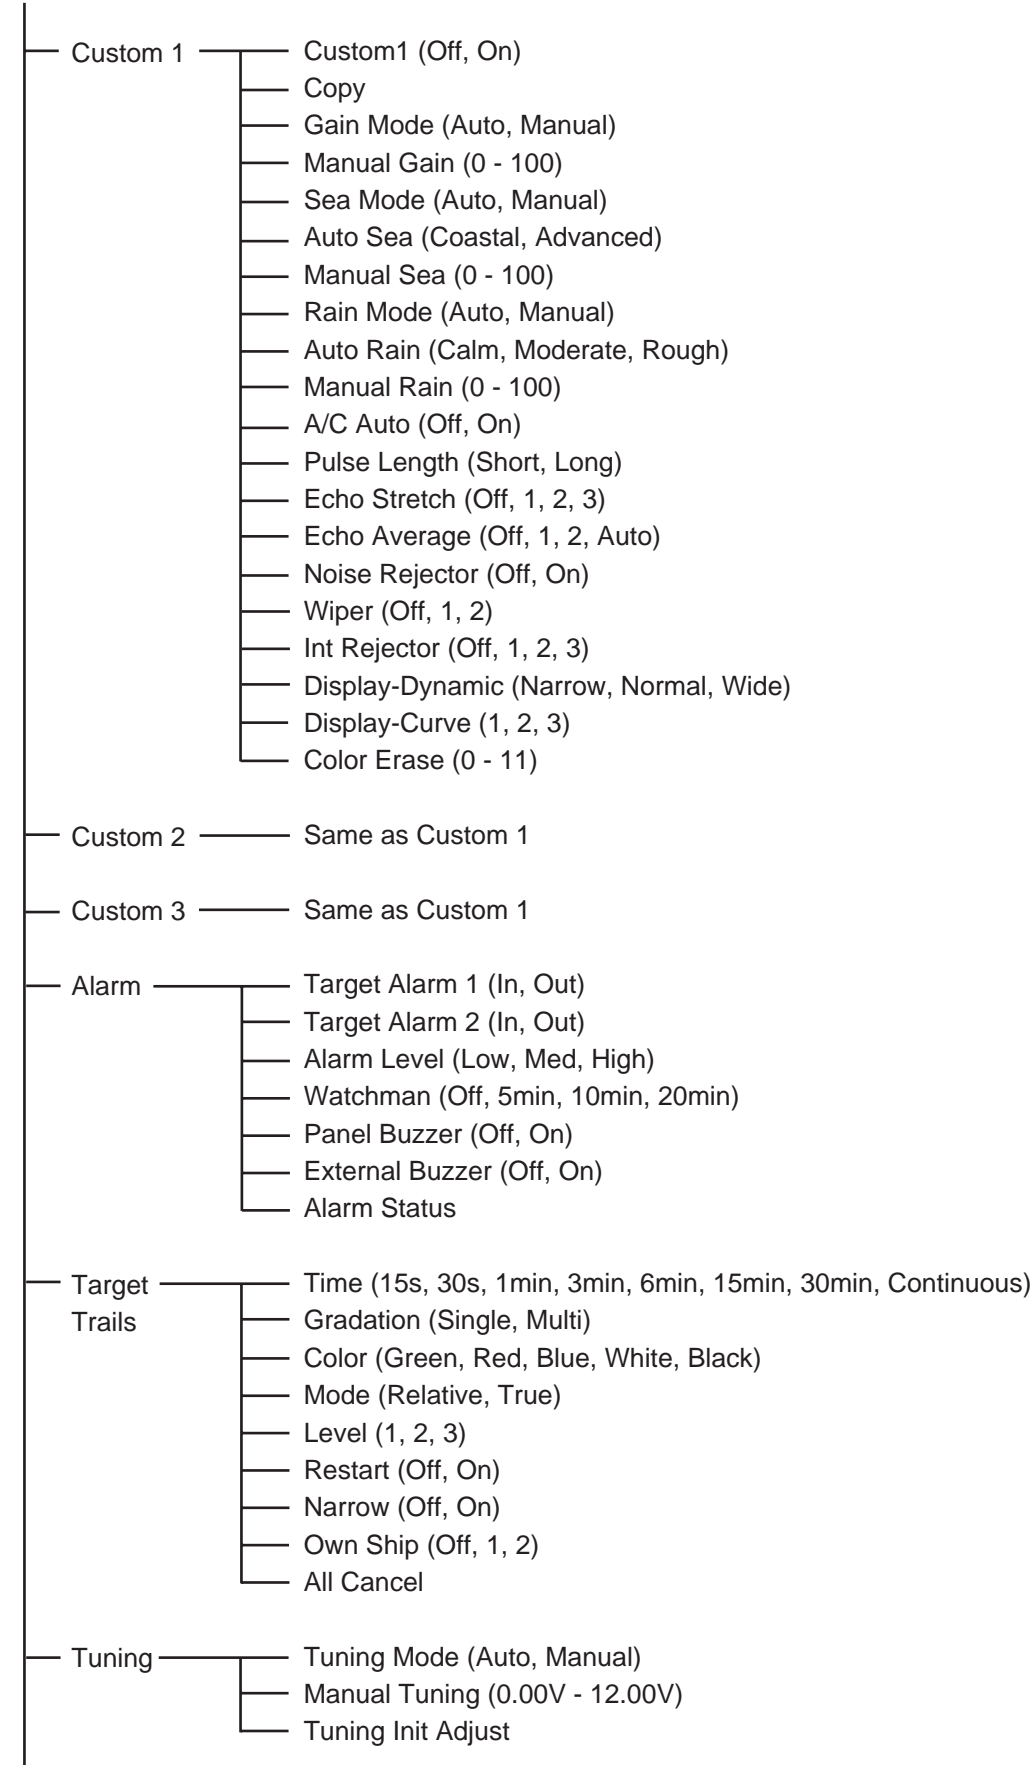 Custom 1 Custom1 (Off, On)
Copy
Gain Mode (Auto, Manual)
Manual Gain (0 - 100)
Sea Mode (Auto, Manual)
Auto Sea (Coastal, Advanced)
Manual Sea (0 - 100)
Rain Mode (Auto, Manual)
Auto Rain (Calm, Moderate, Rough)
Manual Rain (0 - 100)
A/C Auto (Off, On)
Pulse Length (Short, Long)
Echo Stretch (Off, 1, 2, 3)
Echo Average (Off, 1, 2, Auto)
Noise Rejector (Off, On)
Wiper (Off, 1, 2)
Int Rejector (Off, 1, 2, 3)
Display-Dynamic (Narrow, Normal, Wide)
Display-Curve (1, 2, 3)
Color Erase (0 - 11)
Custom 2 Same as Custom 1
Custom 3 Same as Custom 1
Alarm Target Alarm 1 (In, Out)
Target Alarm 2 (In, Out)
Alarm Level (Low, Med, High)
Watchman (Off, 5min, 10min, 20min)
Panel Buzzer (Off, On)
External Buzzer (Off, On)
Alarm Status
Target Time (15s, 30s, 1min, 3min, 6min, 15min, 30min, Continuous)
Trails Gradation (Single, Multi)
Color (Green, Red, Blue, White, Black)
Mode (Relative, True)
Level (1, 2, 3)
Restart (Off, On)
Narrow (Off, On)
Own Ship (Off, 1, 2)
All Cancel
Tuning Tuning Mode (Auto, Manual)
Manual Tuning (0.00V - 12.00V)
Tuning Init Adjust